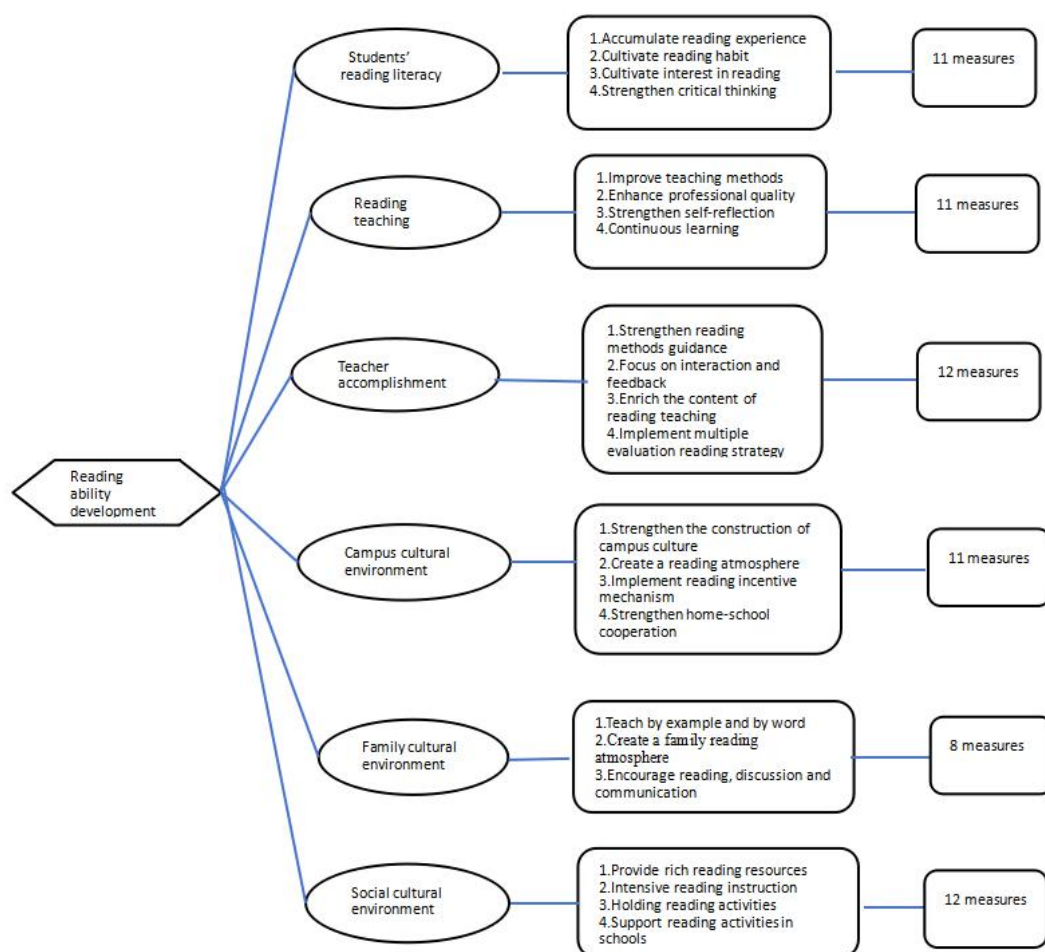 Students'
reading literacy
1.Accumulate reading experience
2.Cultivate reading habit
3.Cultivate interest in reading
4.Strengthen critical thinking
11 measures
Reading
teaching
1.Improve teaching methods
2.Enhance professional quality
3.Strengthen self-reflection
4.Continuous learning
11 measures
Teacher
accomplishment
1.Strengthen reading
methods guidance
2.Focus on interaction and
feedback
3.Enrich the content of
reading teaching
4.Implement multiple
evaluation reading strategy
12 measures
Reading
ability
development
Campus cultural
environment
1.Strengthen the construction of
campus culture
2.Create a reading atmosphere
3.Implement reading incentive
mechanism
4.Strengthen home-school
cooperation
11 measures
Family cultural
environment
1.Teach by example and by word
2.Create a family reading
atmosphere
3.Encourage reading, discussion and
communication
8 measures
Social cultural
environment
1.Provide rich reading resources
2.Intensive reading instruction
3.Holding reading activities
4.Support reading activities in
schools
12 measures